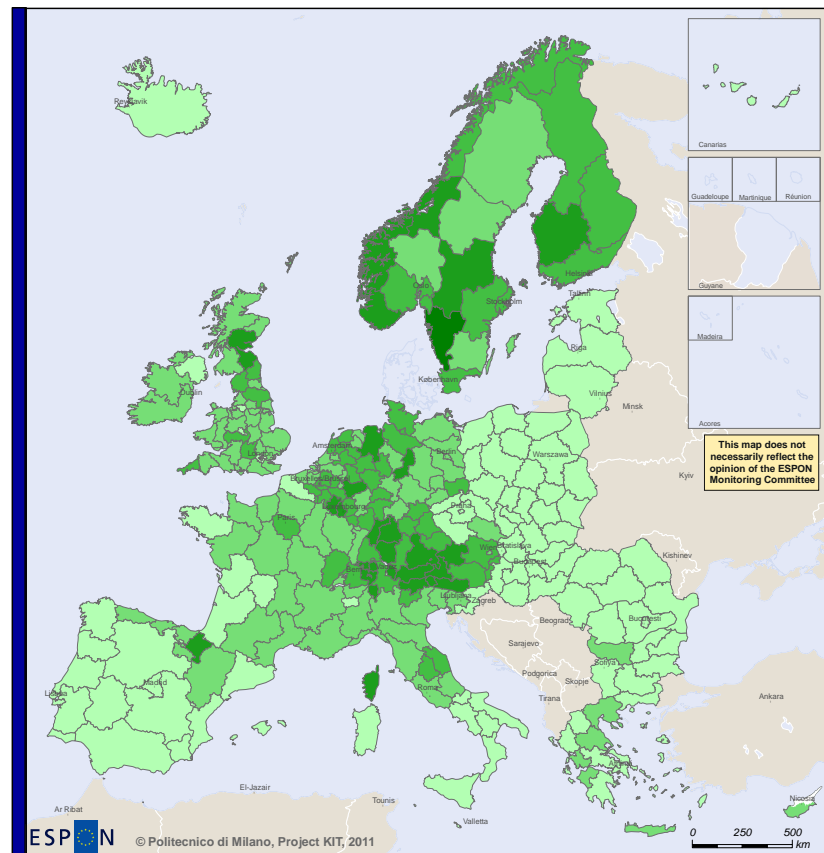 Canarias
Guadeloupe
Martinique
Réunion
Guyane
Madeira
Acores
This map does not
necessarily reflect the
opinion of the ESPON
Monitoring Committee
Reykjavik
Oslo
Helsinki
Stockholm
Tallinn
Riga
København
Vilnius
Minsk
Dublin
London
Amsterdam
Berlin
Warszawa
Kyiv
Praha
Luxembourg
Paris
Wien
Bratislava
Budapest
Kishinev
Bern
Vaduz
Ljubljana
Zagreb
Beograd
Bucuresti
Sarajevo
Podgorica
Sofiya
Skopje
Tirana
Roma
Madrid
Lisboa
Ankara
El-Jazair
Tounis
Ar Ribat
Valletta
Nicosia
ESPON
© Politecnico di Milano, Project KIT, 2011
0 250 500
km